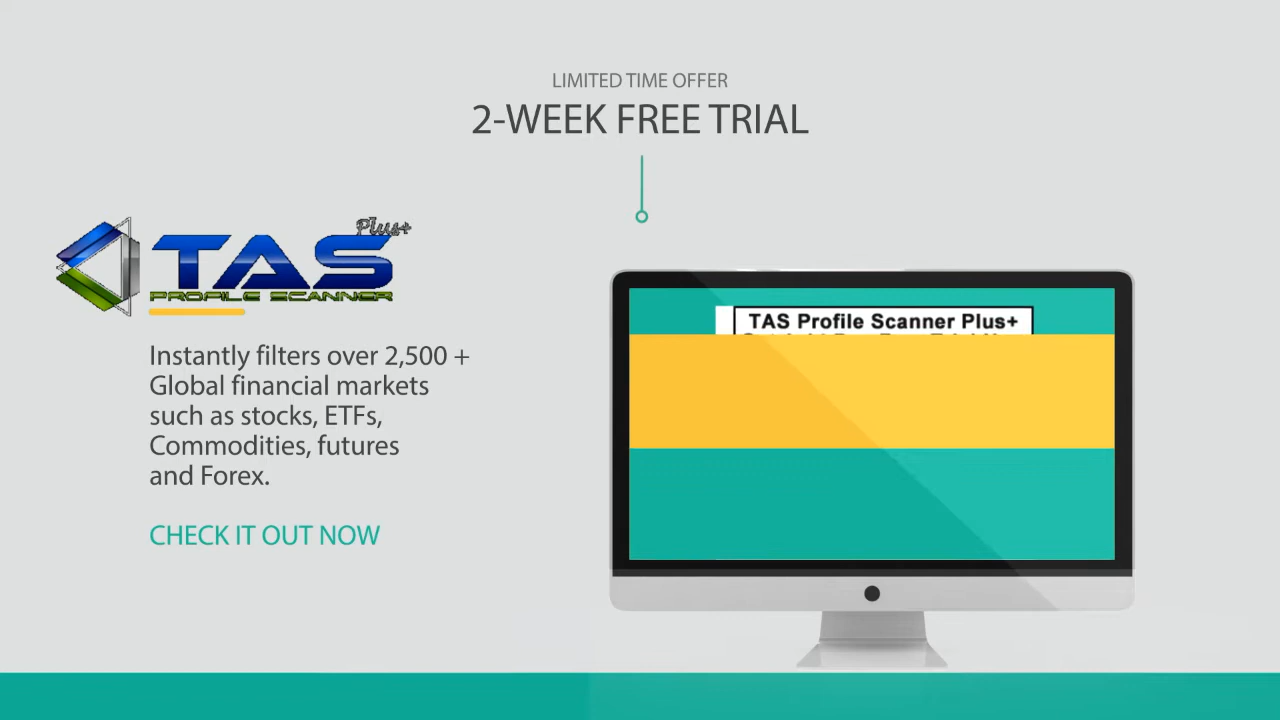 LIMITED TIME OFFER
2-WEEK FREE TRIAL
Plus+
TAS
PROFILE SCANNER
Instantly filters over 2,500 +
Global financial markets
such as stocks, ETFs,
Commodities, futures
and Forex.
CHECK IT OUT NOW
TAS Profile Scanner Plus+